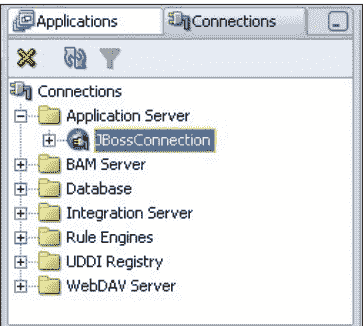 Applications
Connections
Connections
Application Server
JBossConnection
BAM Server
Database
Integration Server
Rule Engines
UDDI Registry
WebDAV Server